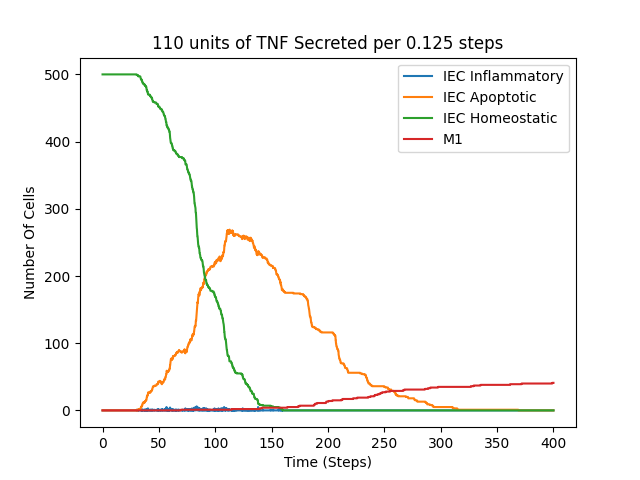 110 units of TNF Secreted per 0.125 steps
IEC Inflammatory
IEC Apoptotic
IEC Homeostatic
M1
Number Of Cells
500
400
300
200
100
0
0 50 100 150 200 250 300 350 400
Time (Steps)